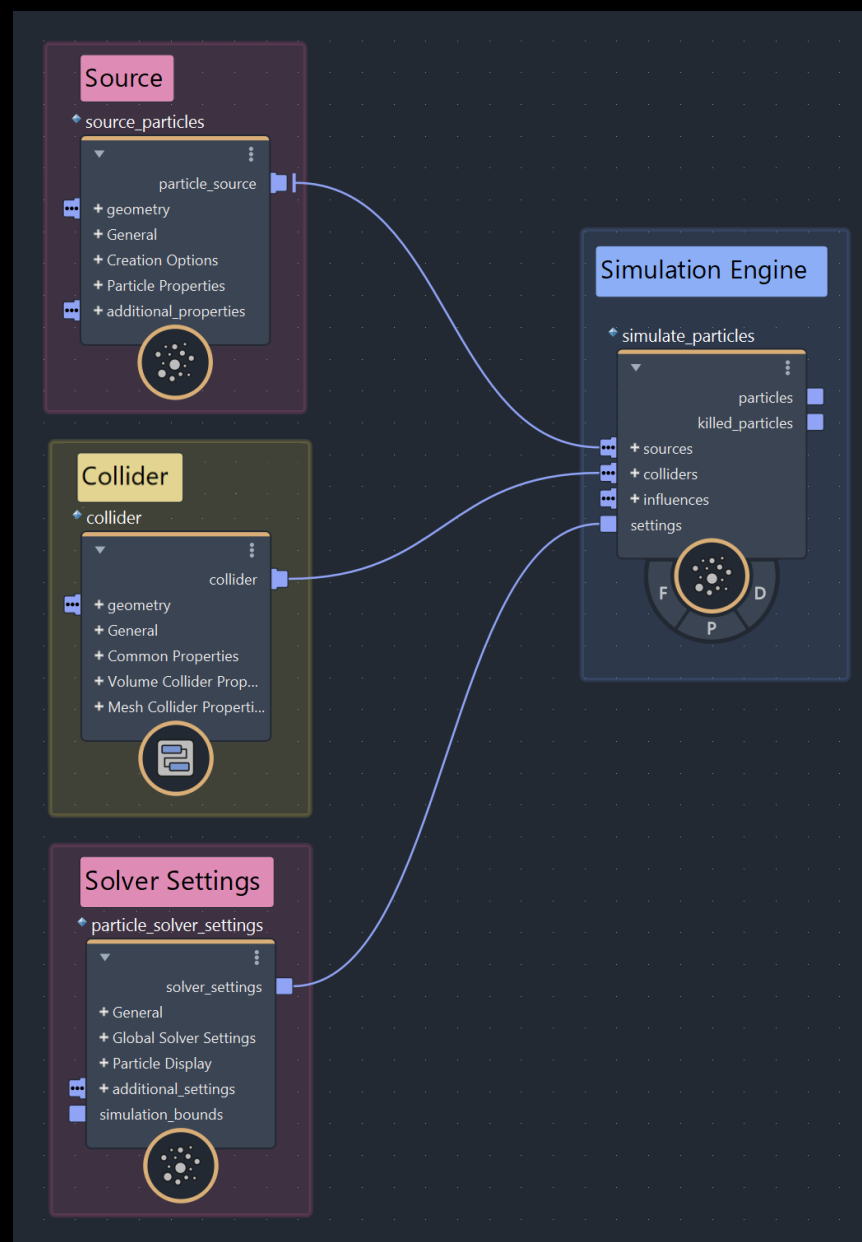 Source
source_particles
particle_source
geometry
General
Creation Options
Particle Properties
additional_properties
Collider
collider
collider
geometry
General
Common Properties
Volume Collider Prop...
Mesh Collider Properti...
Solver Settings
particle_solver_settings
solver_settings
General
Global Solver Settings
Particle Display
additional_settings
simulation_bounds
Simulation Engine
simulate_particles
particles
killed_particles
sources
colliders
influences
settings
F
P
D